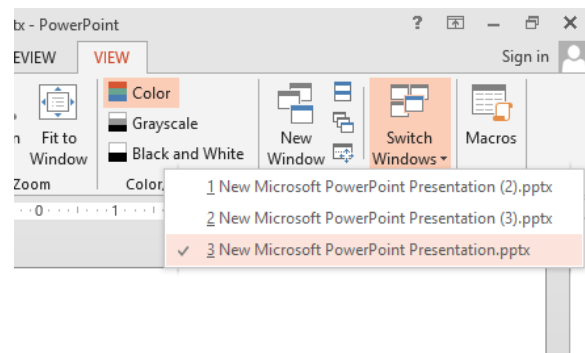 tx - PowerPoint ?
EVIEW VIEW Sign in
Color
Grayscale
Black and White
Fit to
Window
New
Window
Switch
Windows
Macros
Zoom Color
0 1
1 New Microsoft PowerPoint Presentation (2).pptx
2 New Microsoft PowerPoint Presentation (3).pptx
3 New Microsoft PowerPoint Presentation.pptx